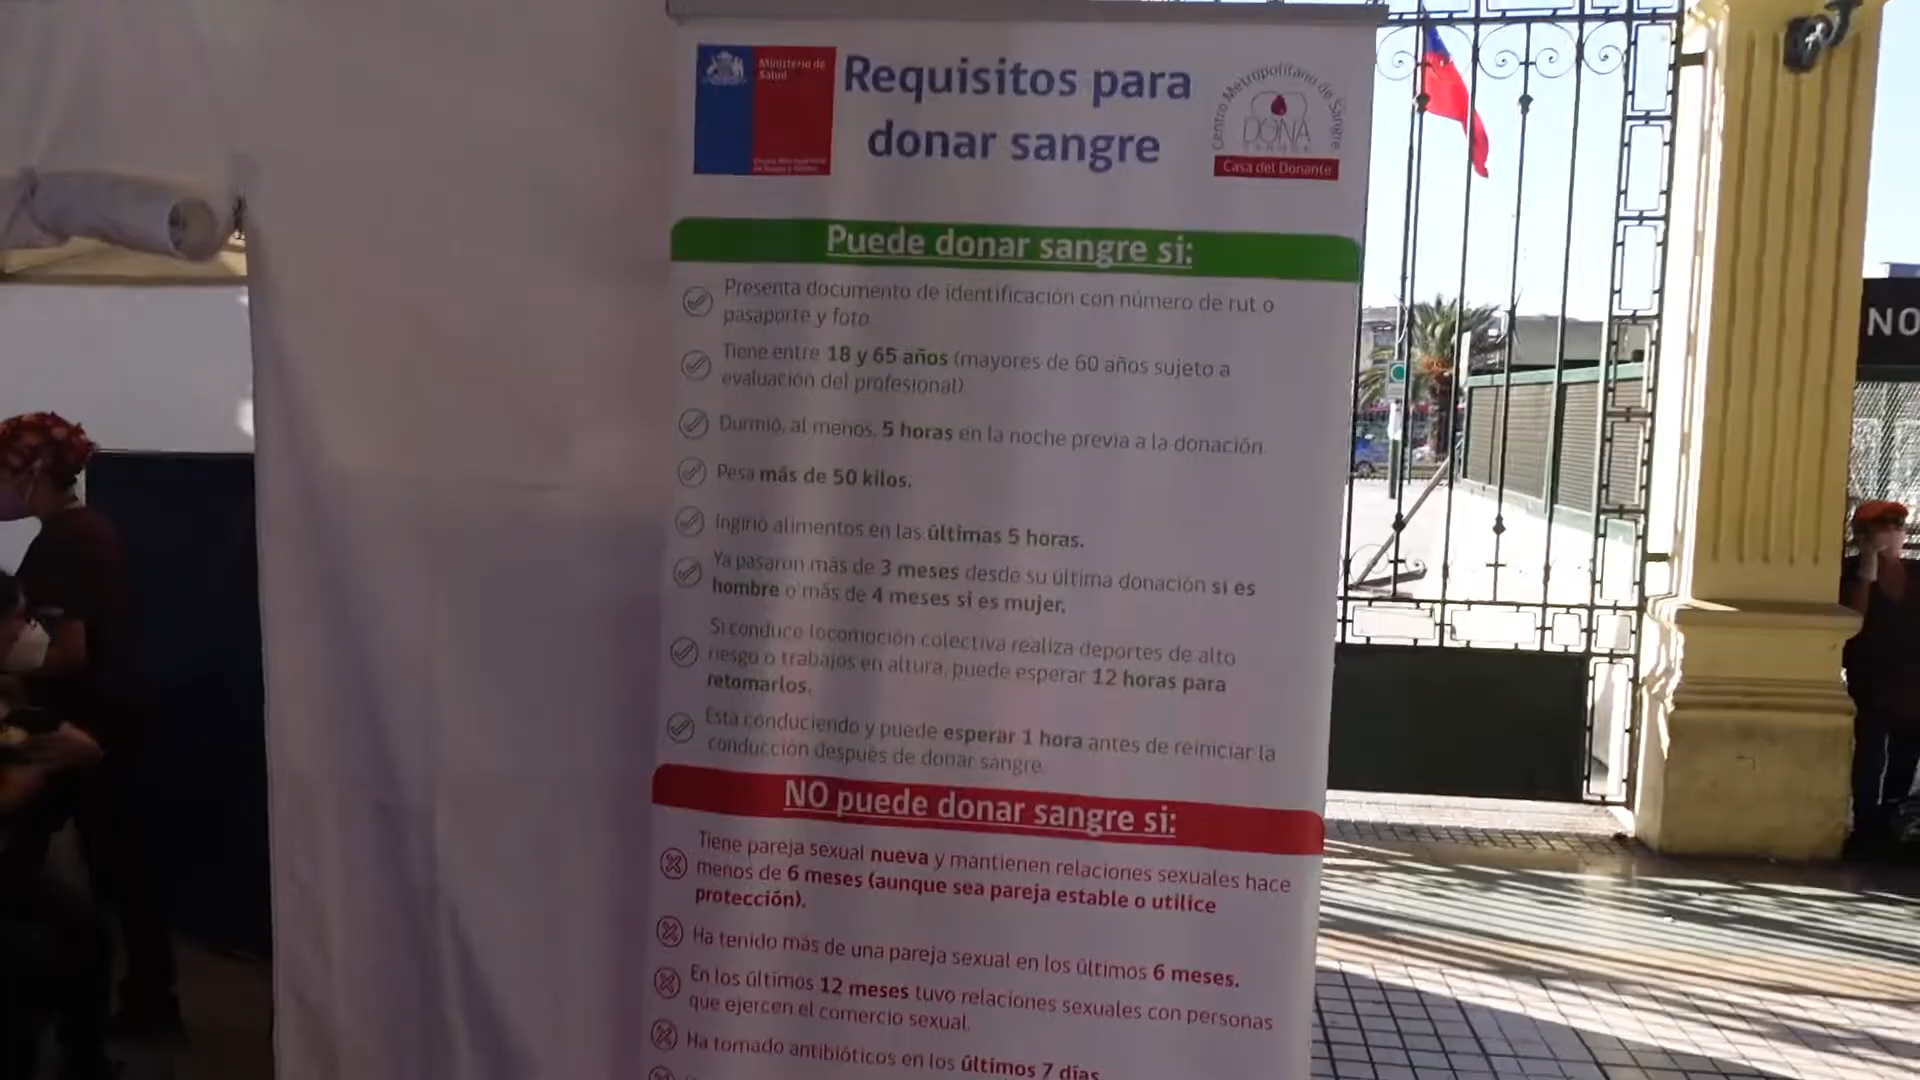 Ministerio de
Salud
Requisitos para
donar sangre
Centro Metropolitano de Sangre
DONA
SANGRE
Casa del Donante
Puede donar sangre si:
Presenta documento de identificación con número de rut o
pasaporte y foto.
Tiene entre 18 y 65 años (mayores de 60 años sujeto a
evaluación del profesional)
Durmió, al menos, 5 horas en la noche previa a la donación.
Pesa más de 50 kilos.
Ingirió alimentos en las últimas 5 horas.
Ya pasaron más de 3 meses desde su última donación si es
hombre o más de 4 meses si es mujer.
Si conduce locomoción colectiva realiza deportes de alto
riesgo o trabajos en altura, puede esperar 12 horas para
retomarlos.
Está conduciendo y puede esperar 1 hora antes de reiniciar la
conducción después de donar sangre.
NO puede donar sangre si:
Tiene pareja sexual nueva y mantienen relaciones sexuales hace
menos de 6 meses (aunque sea pareja estable o utilice
protección).
Ha tenido más de una pareja sexual en los últimos 6 meses.
En los últimos 12 meses tuvo relaciones sexuales con personas
que ejercen el comercio sexual.
Ha tomado antibióticos en los últimos 7 días
NO